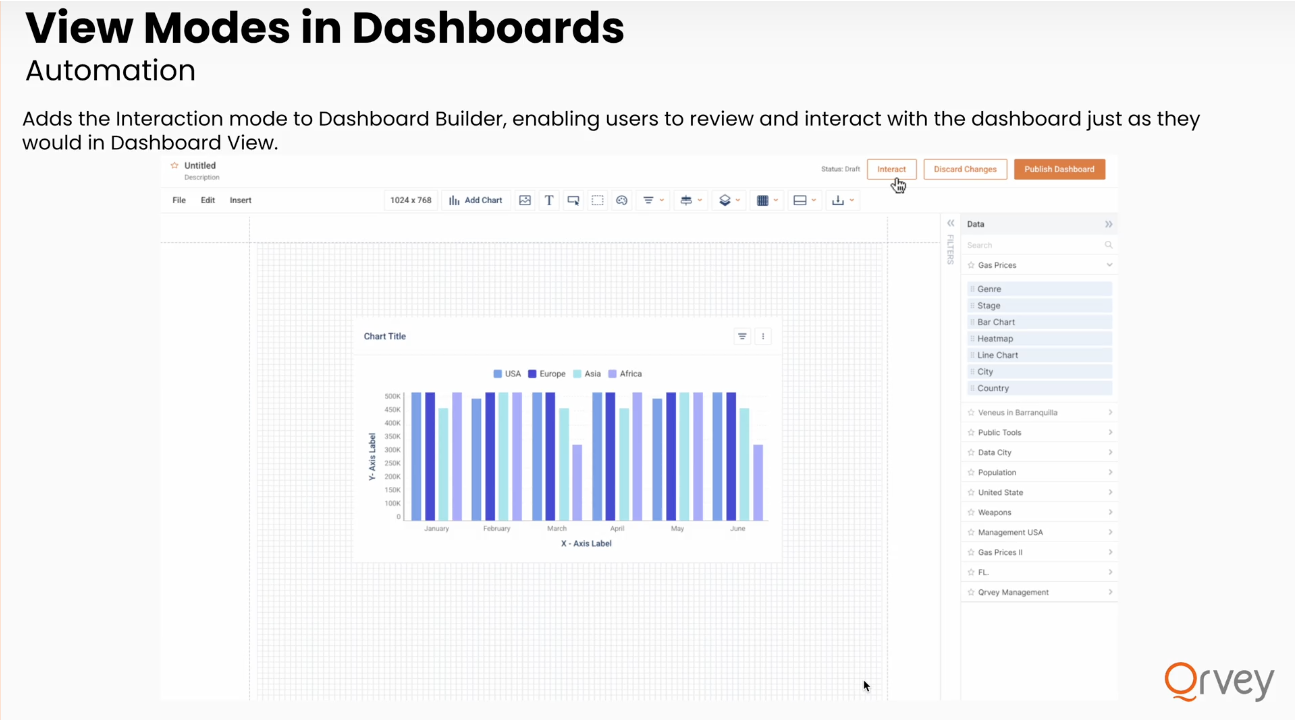 View Modes in Dashboards
Automation
Adds the Interaction mode to Dashboard Builder, enabling users to review and interact with the dashboard just as they
would in Dashboard View.
Untitled
Description
Status: Draft
Interact
Discard Changes
Publish Dashboard
File Edit Insert
1024 x 768
Add Chart
T
FILTERS
Data
Search
Gas Prices
Genre
Stage
Bar Chart
Heatmap
Line Chart
City
Country
Veneus in Barranquilla
Public Tools
Data City
Population
United State
Weapons
Management USA
Gas Prices II
FL.
Qrvey Management
Chart Title
USA Europe Asia Africa
Y- Axis Label
500K
450K
400K
350K
300K
250K
200K
150K
100K
0
January February March April May June
X - Axis Label
Qrvey